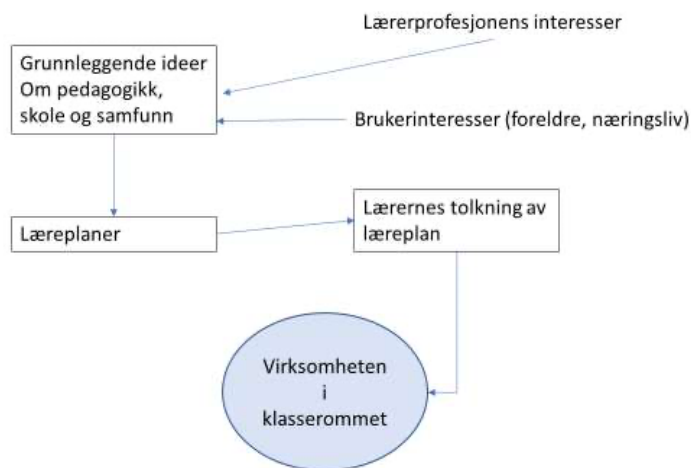 Lærerprofesjonens interesser
Grunnleggende ideer
Om pedagogikk,
skole og samfunn
Brukerinteresser (foreldre, næringsliv)
Læreplaner
Lærernes tolkning av
læreplan
Virksomheten
i
klasserommet